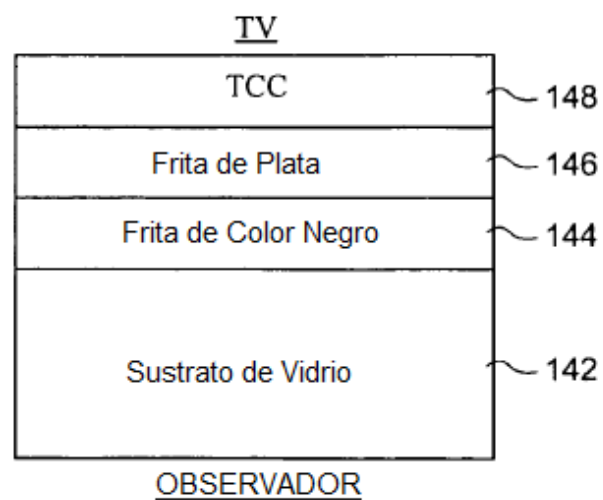 TV
TCC
148
Frita de Plata
146
Frita de Color Negro
144
Sustrato de Vidrio
142
OBSERVADOR